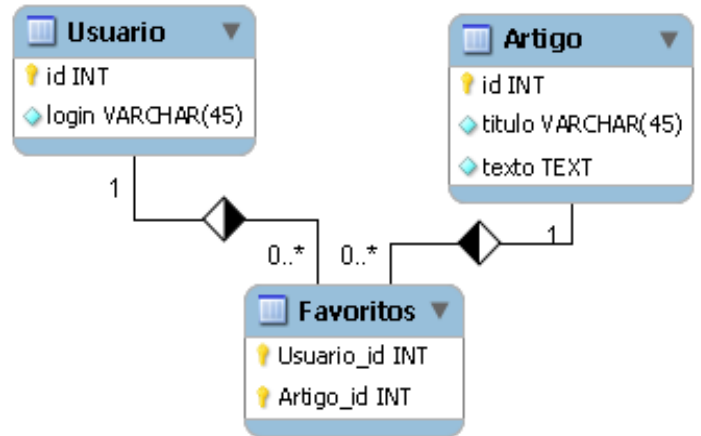 Usuario
id INT
login VARCHAR(45)
Artigo
id INT
titulo VARCHAR(45)
texto TEXT
1
0..*
0..*
1
Favoritos
Usuario_id INT
Artigo_id INT